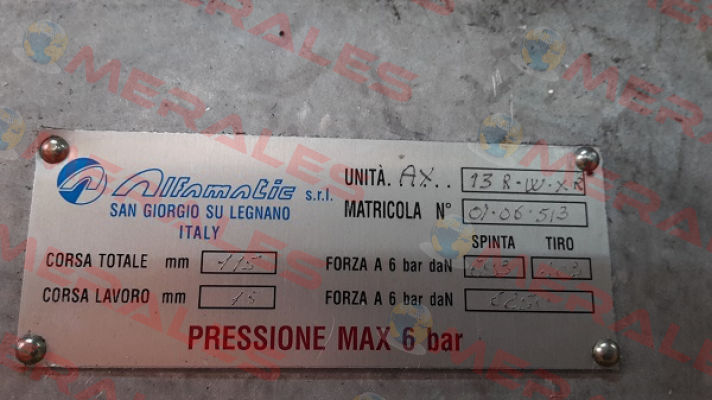 Alfamatic s.r.l.
SAN GIORGIO SU LEGNANO
ITALY
UNITÀ. AX.. 13 R-W-X R
MATRICOLA N° 01-06-513
SPINTA TIRO
CORSA TOTALE mm 115 FORZA A 6 bar daN
CORSA LAVORO mm 15 FORZA A 6 bar daN
PRESSIONE MAX 6 bar
MERALES